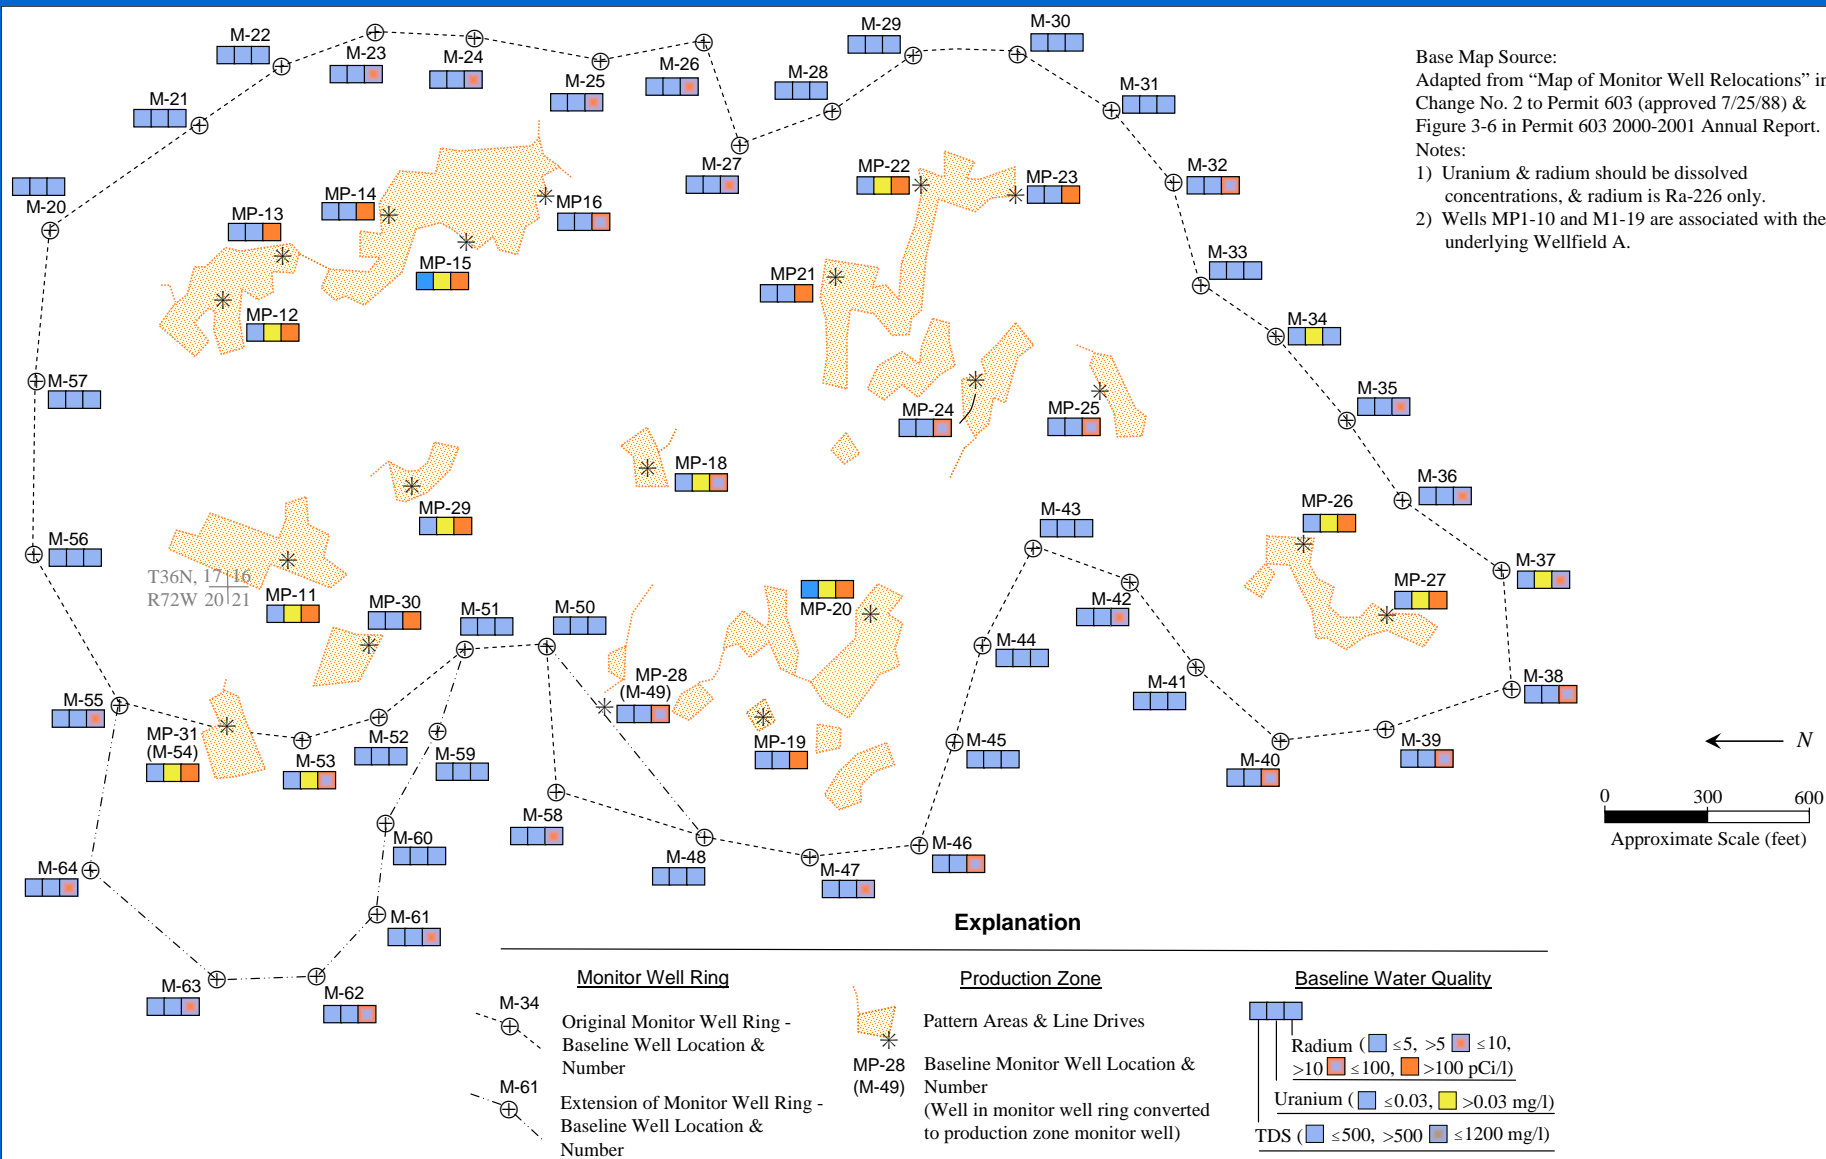 M-22
M-23
M-24
M-25
M-26
M-29
M-30
M-28
M-31
M-21
M-27
M-32
M-20
MP-13
MP-14
MP16
MP-22
MP-23
MP-15
MP-12
MP21
M-33
M-34
M-35
M-36
M-37
M-57
M-56
MP-29
MP-18
MP-24
MP-25
M-43
MP-26
MP-27
T36N, 17 16
R72W 20 21
MP-11
MP-30
M-51
M-50
MP-20
M-42
M-44
M-41
M-38
M-39
M-40
M-55
MP-31
(M-54)
M-53
M-52
M-59
MP-28
(M-49)
MP-19
M-45
M-58
M-60
M-48
M-47
M-46
M-64
M-61
M-63
M-62
Base Map Source:
Adapted from “Map of Monitor Well Relocations” in
Change No. 2 to Permit 603 (approved 7/25/88) &
Figure 3-6 in Permit 603 2000-2001 Annual Report.
Notes:
1) Uranium & radium should be dissolved
concentrations, & radium is Ra-226 only.
2) Wells MP1-10 and M1-19 are associated with the
underlying Wellfield A.
N
0 300 600
Approximate Scale (feet)
Explanation
Monitor Well Ring
M-34
Original Monitor Well Ring -
Baseline Well Location &
Number
M-61
Extension of Monitor Well Ring -
Baseline Well Location &
Number
Production Zone
Pattern Areas & Line Drives
MP-28
(M-49)
Baseline Monitor Well Location &
Number
(Well in monitor well ring converted
to production zone monitor well)
Baseline Water Quality
Radium ( ≤5, >5 ≤10,
>10 ≤100, >100 pCi/l)
Uranium ( ≤0.03, >0.03 mg/l)
TDS ( ≤500, >500 ≤1200 mg/l)